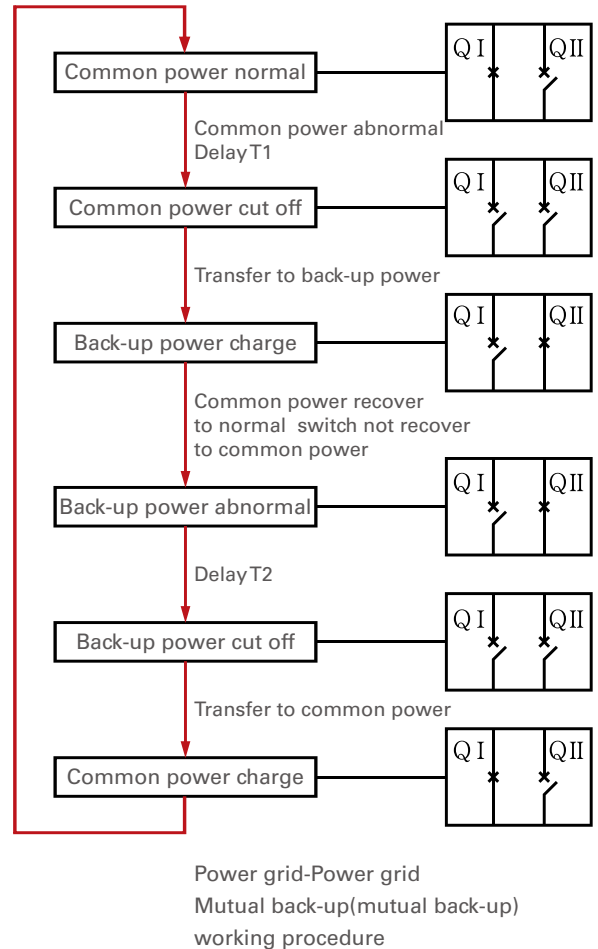 Common power normal
QI QII
Common power abnormal
Delay T1
Common power cut off
QI QII
Transfer to back-up power
Back-up power charge
QI QII
Common power recover
to normal switch not recover
to common power
Back-up power abnormal
QI QII
Delay T2
Back-up power cut off
QI QII
Transfer to common power
Common power charge
QI QII
Power grid-Power grid
Mutual back-up(mutual back-up)
working procedure